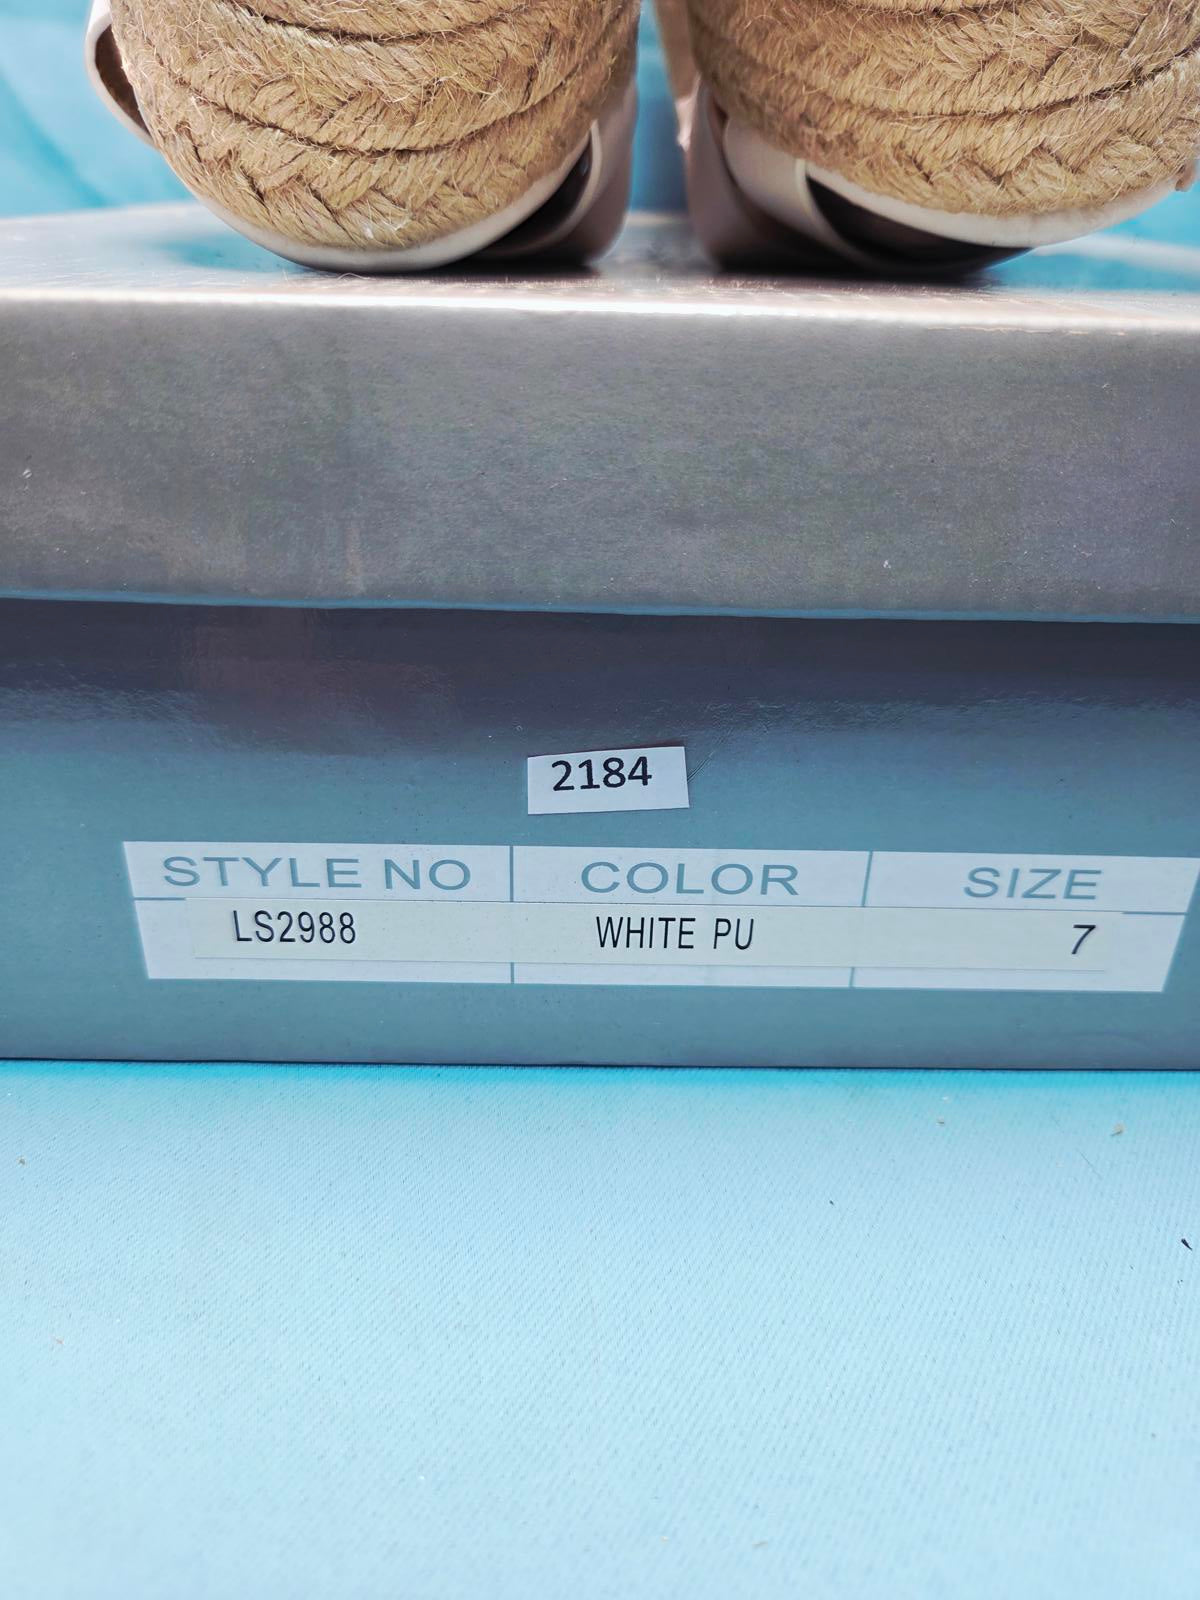 2184
STYLE NO COLOR SIZE
LS2988 WHITE PU 7